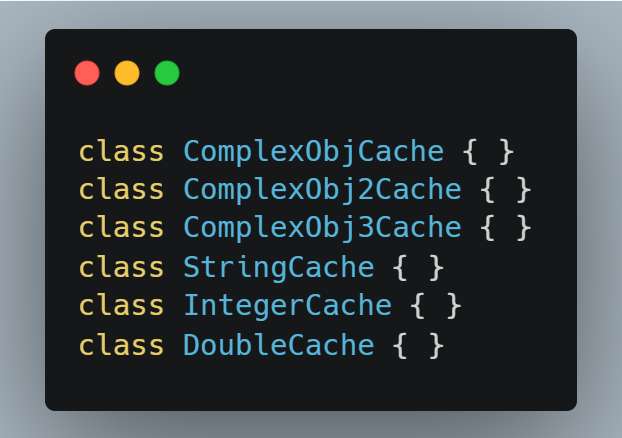 class ComplexObjCache { }
class ComplexObj2Cache { }
class ComplexObj3Cache { }
class StringCache { }
class IntegerCache { }
class DoubleCache { }